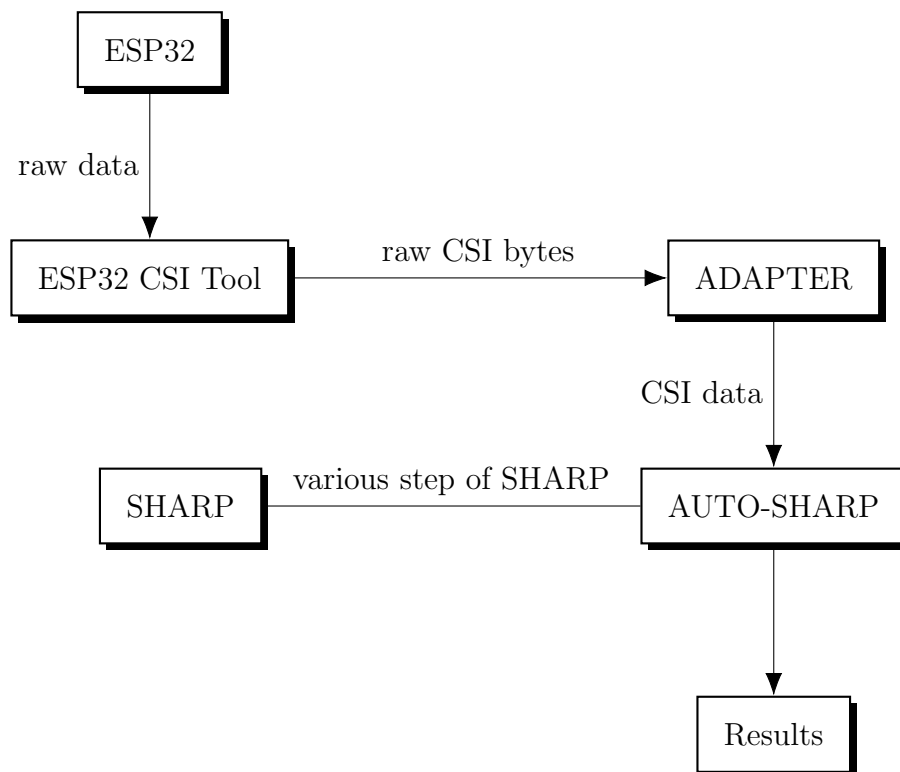 ESP32
raw data
ESP32 CSI Tool
raw CSI bytes
ADAPTER
CSI data
SHARP
various step of SHARP
AUTO-SHARP
Results